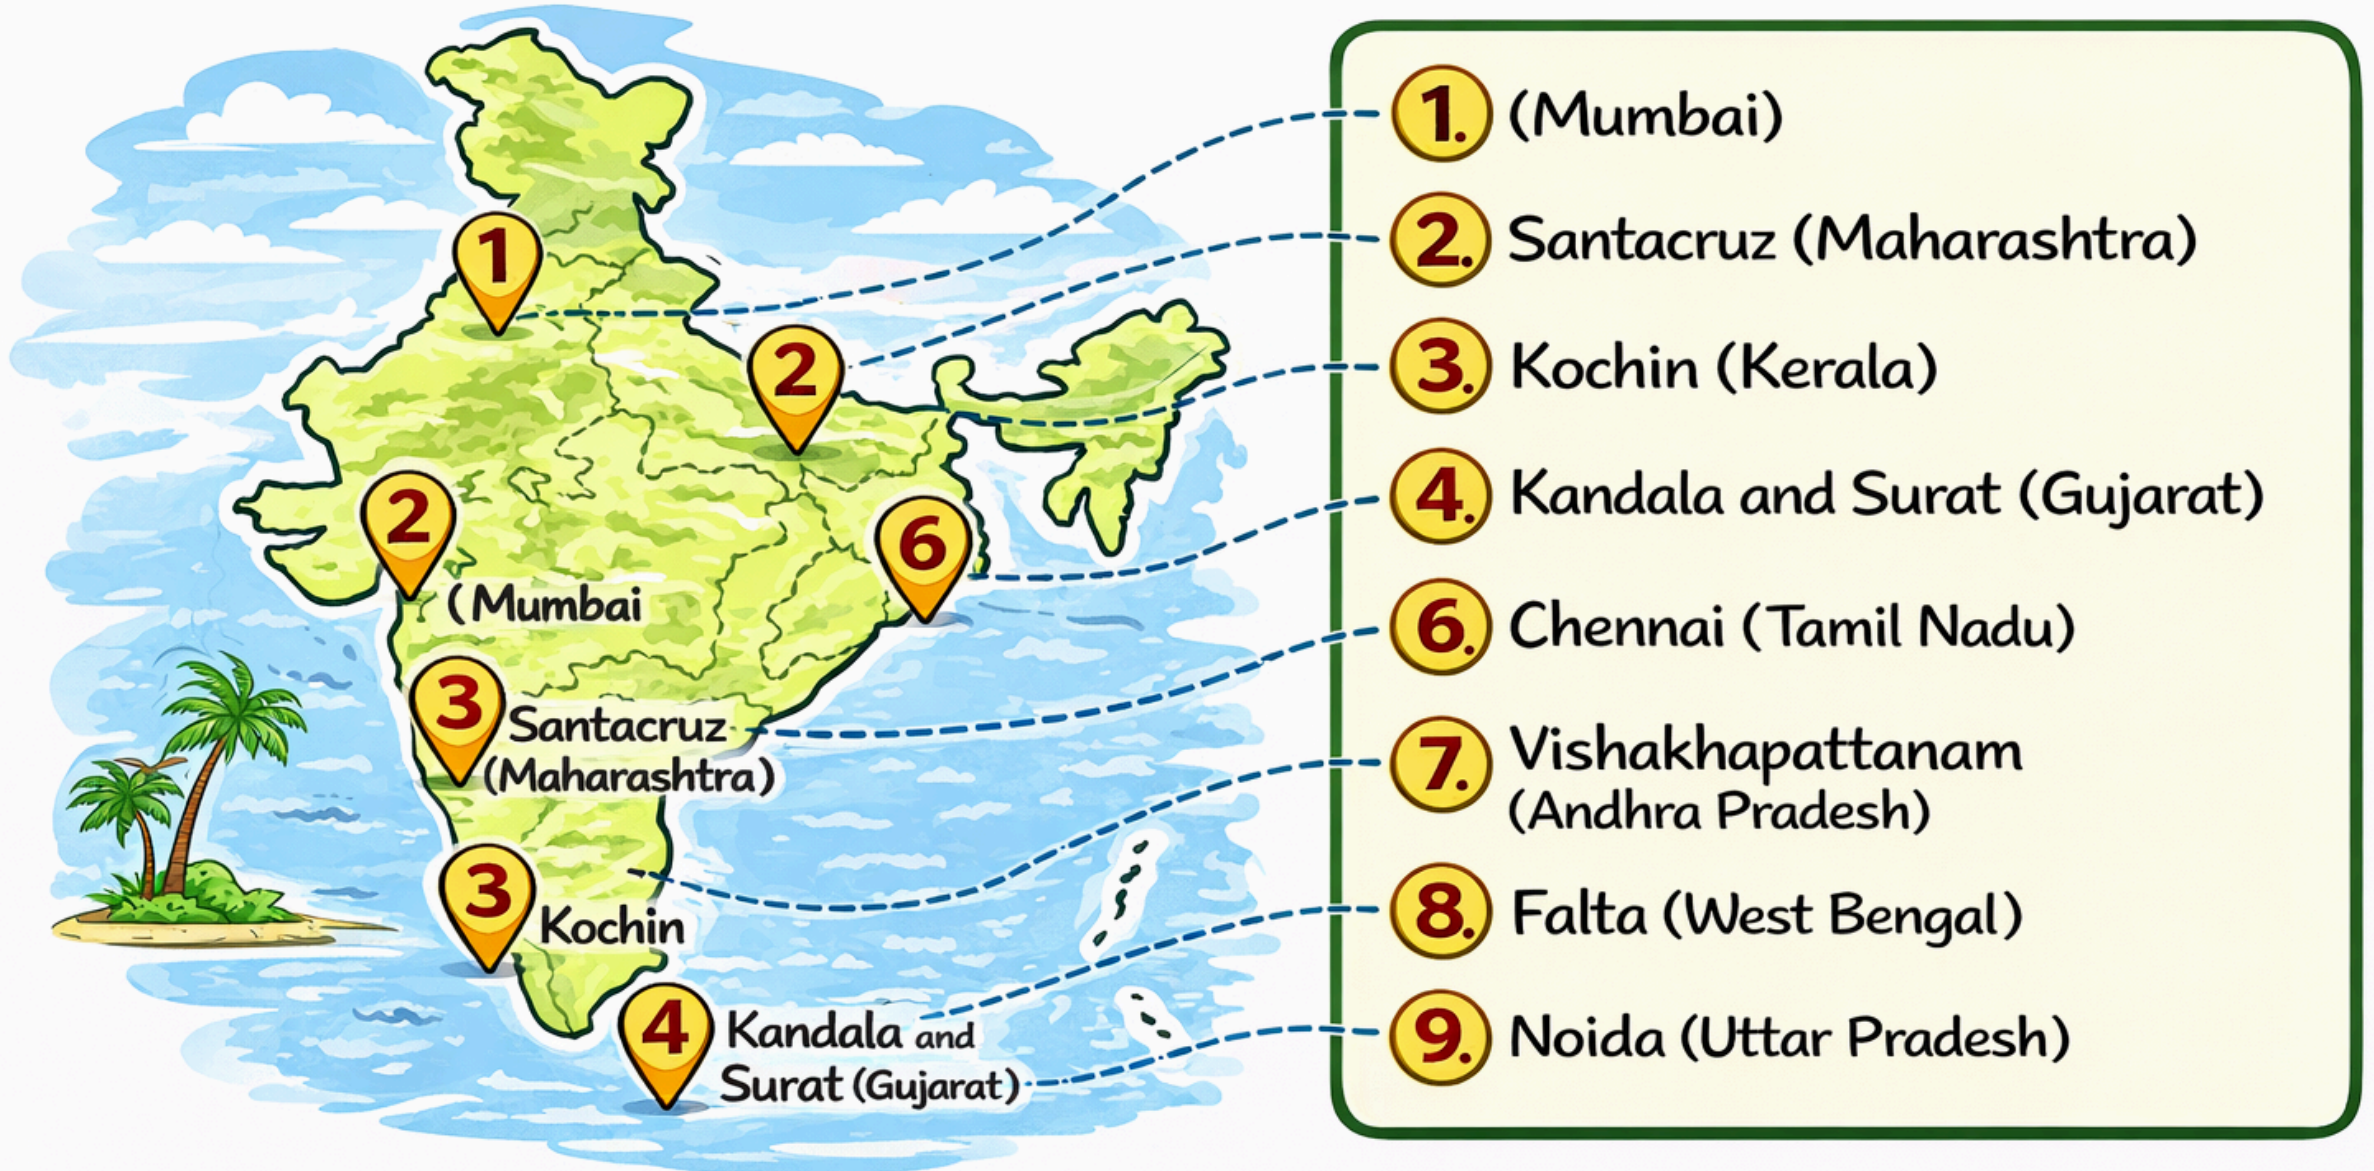 1
2
2
6
( Mumbai
3
Santacruz
(Maharashtra)
3
Kochin
4
Kandala and
Surat (Gujarat)
1. (Mumbai)
2. Santacruz (Maharashtra)
3. Kochin (Kerala)
4. Kandala and Surat (Gujarat)
6. Chennai (Tamil Nadu)
7. Vishakhapattanam
(Andhra Pradesh)
8. Falta (West Bengal)
9. Noida (Uttar Pradesh)